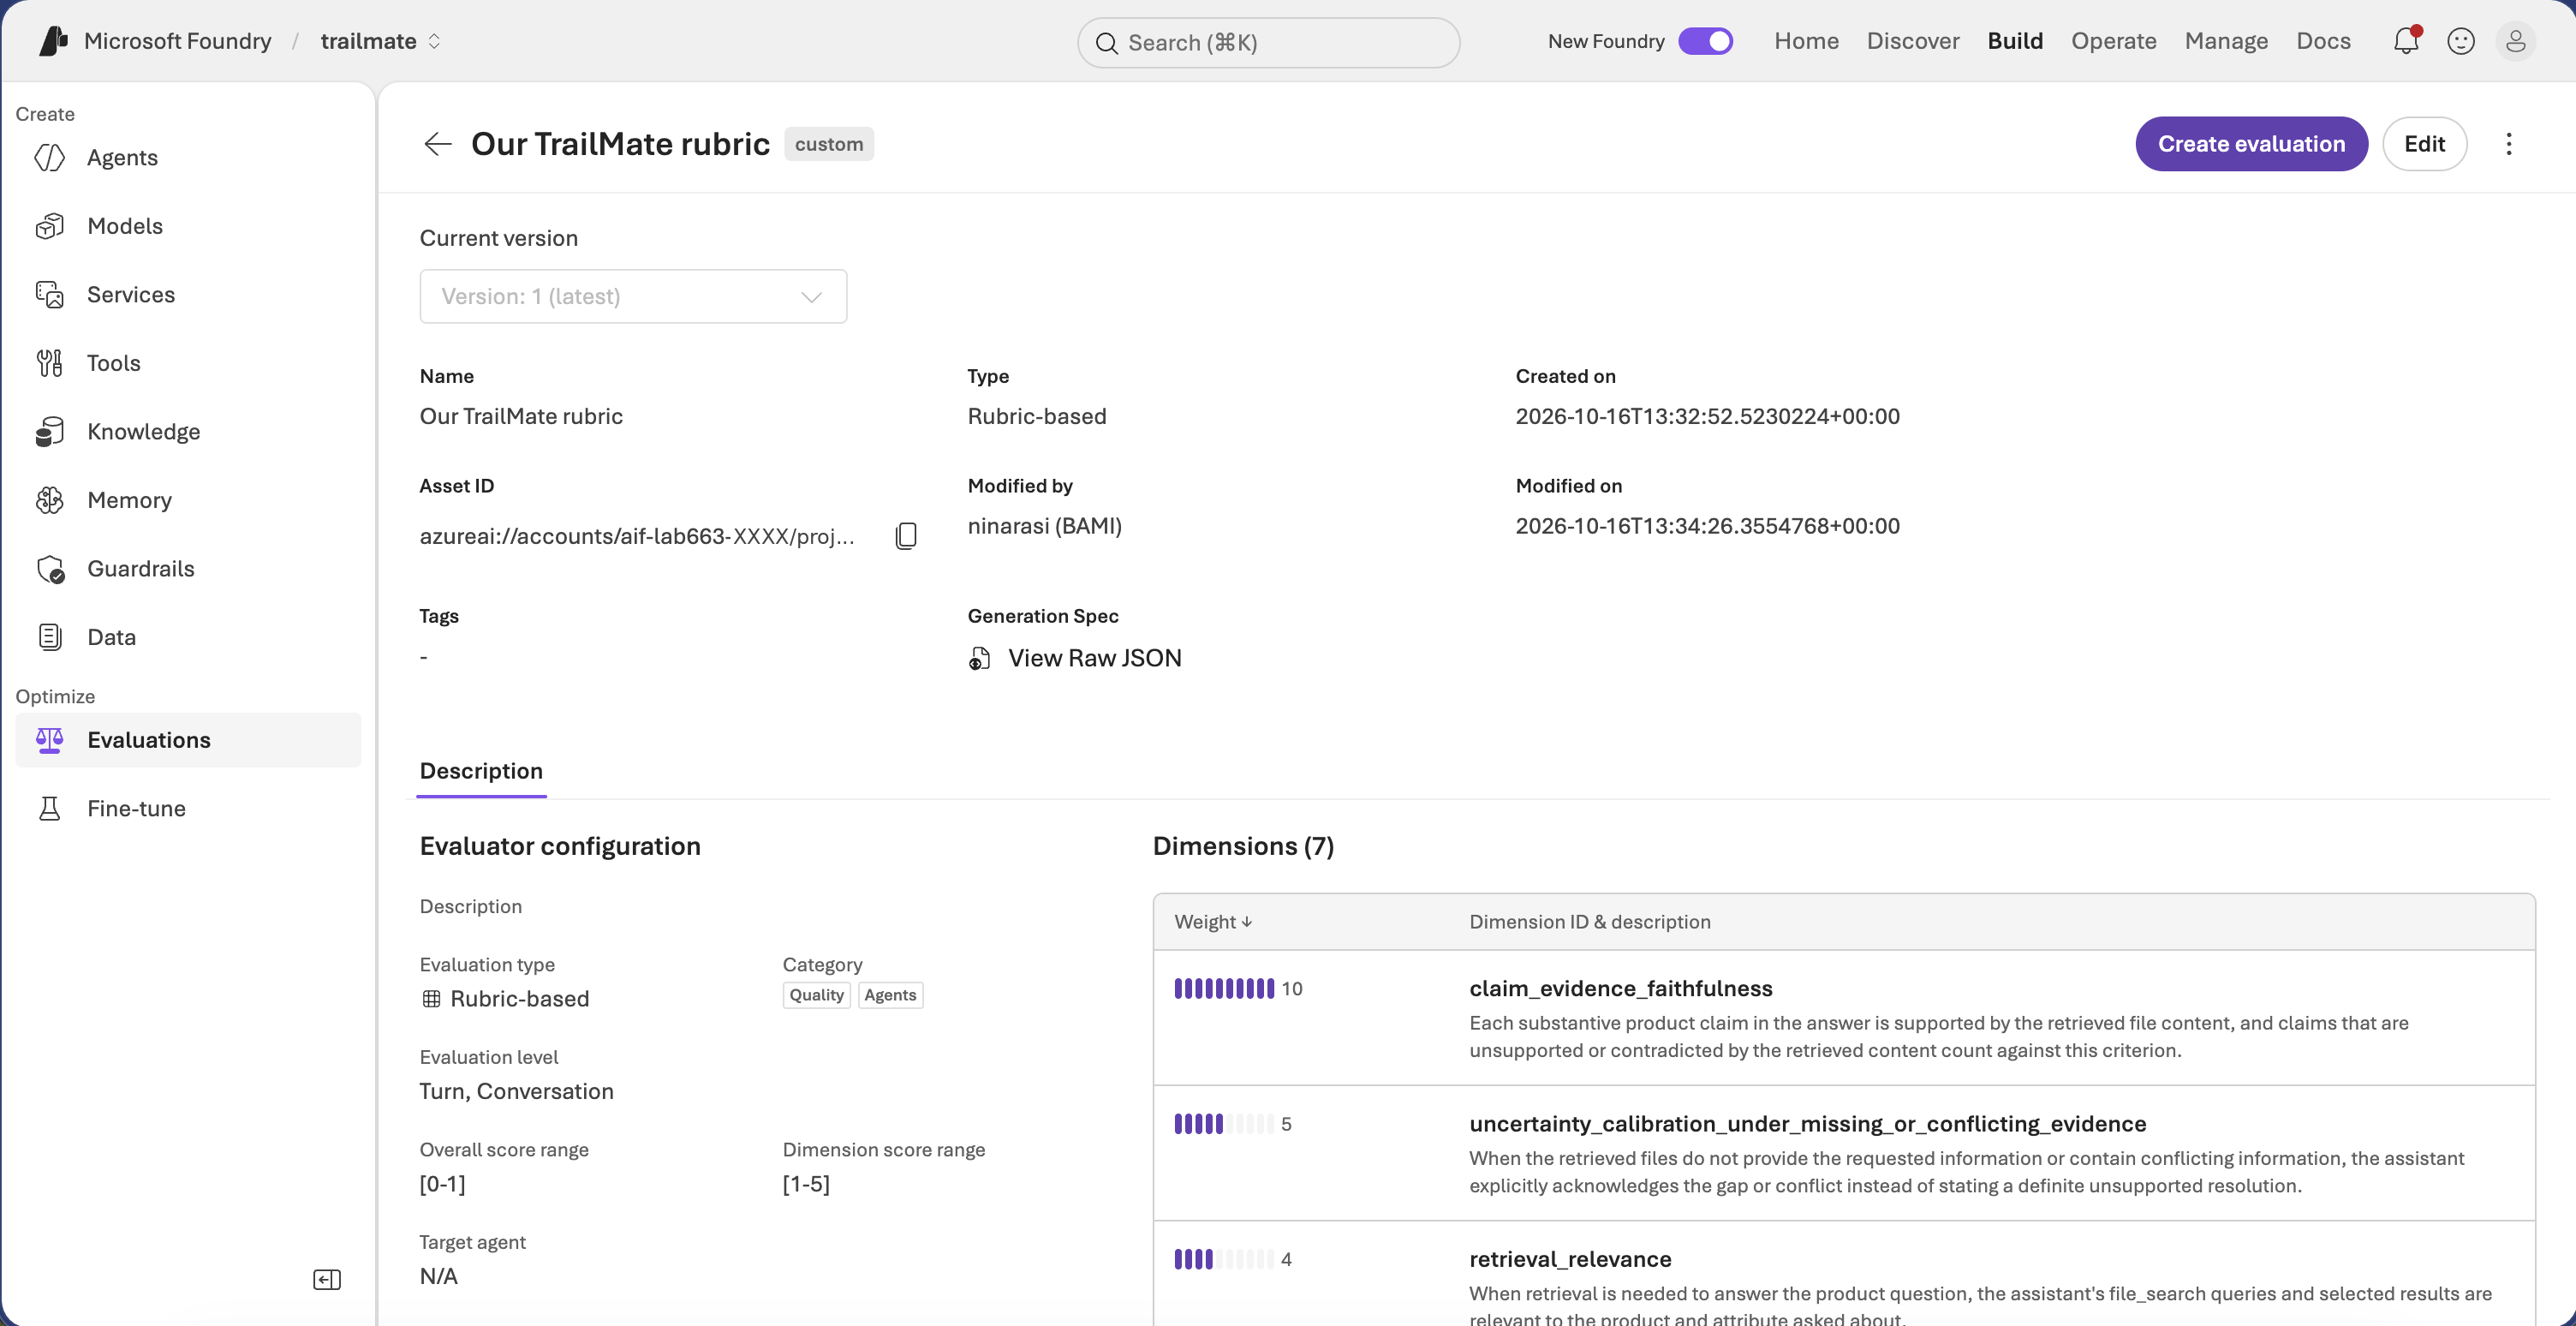 Microsoft Foundry / trailmate
Search (⌘K)
New Foundry
Home
Discover
Build
Operate
Manage
Docs
Create
Agents
Models
Services
Tools
Knowledge
Memory
Guardrails
Data
Optimize
Evaluations
Fine-tune
Our TrailMate rubric
custom
Create evaluation
Edit
Current version
Version: 1 (latest)
Name
Our TrailMate rubric
Type
Rubric-based
Created on
2026-10-16T13:32:52.5230224+00:00
Asset ID
azureai://accounts/aif-lab663-XXXX/proj...
Modified by
ninarasi (BAMI)
Modified on
2026-10-16T13:34:26.3554768+00:00
Tags
-
Generation Spec
View Raw JSON
Description
Evaluator configuration
Description
Evaluation type
Rubric-based
Category
Quality
Agents
Evaluation level
Turn, Conversation
Overall score range
[0-1]
Dimension score range
[1-5]
Target agent
N/A
Dimensions (7)
Weight ↓
Dimension ID & description
10
claim_evidence_faithfulness
Each substantive product claim in the answer is supported by the retrieved file content, and claims that are
unsupported or contradicted by the retrieved content count against this criterion.
5
uncertainty_calibration_under_missing_or_conflicting_evidence
When the retrieved files do not provide the requested information or contain conflicting information, the assistant
explicitly acknowledges the gap or conflict instead of stating a definite unsupported resolution.
4
retrieval_relevance
When retrieval is needed to answer the product question, the assistant's file_search queries and selected results are
relevant to the product and attribute asked about.